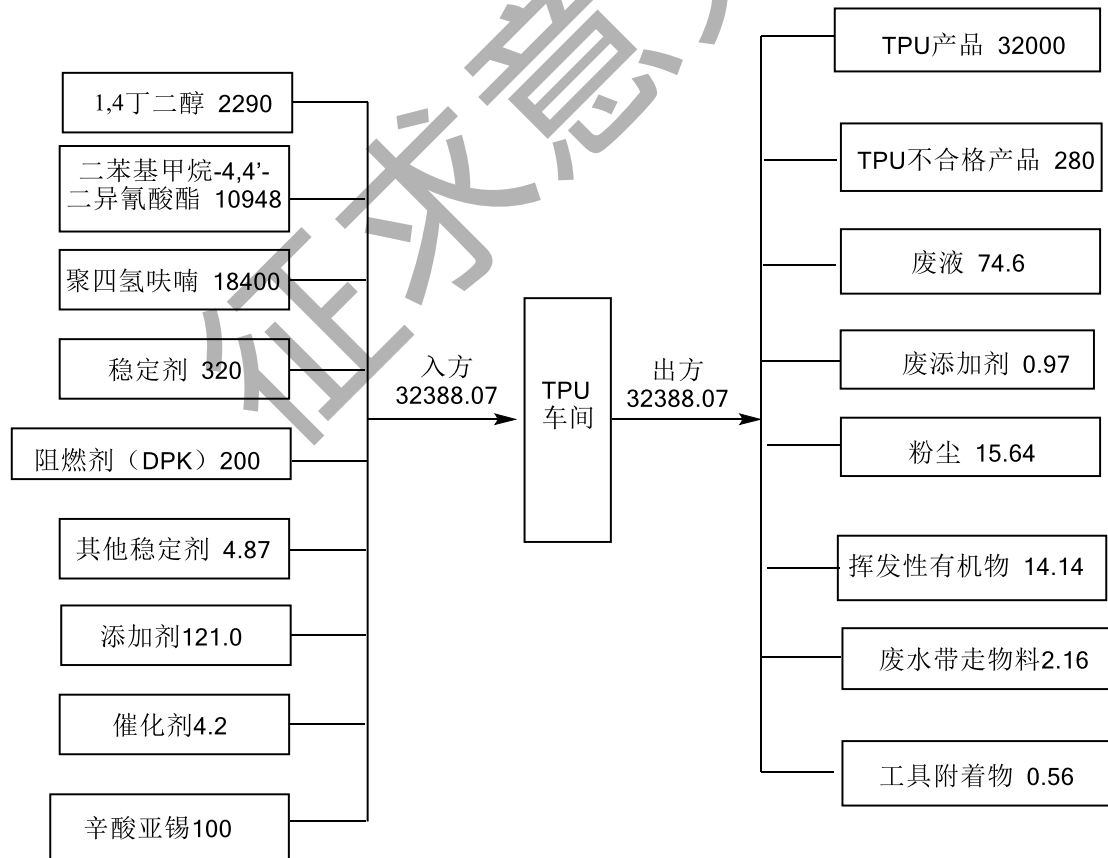 1,4丁二醇 2290
二苯基甲烷-4,4'-
二异氰酸酯 10948
聚四氢呋喃 18400
稳定剂 320
阻燃剂（DPK）200
其他稳定剂 4.87
添加剂121.0
催化剂4.2
辛酸亚锡100
入方
32388.07
TPU
车间
出方
32388.07
TPU产品 32000
TPU不合格产品 280
废液 74.6
废添加剂 0.97
粉尘 15.64
挥发性有机物 14.14
废水带走物料2.16
工具附着物 0.56
征求意